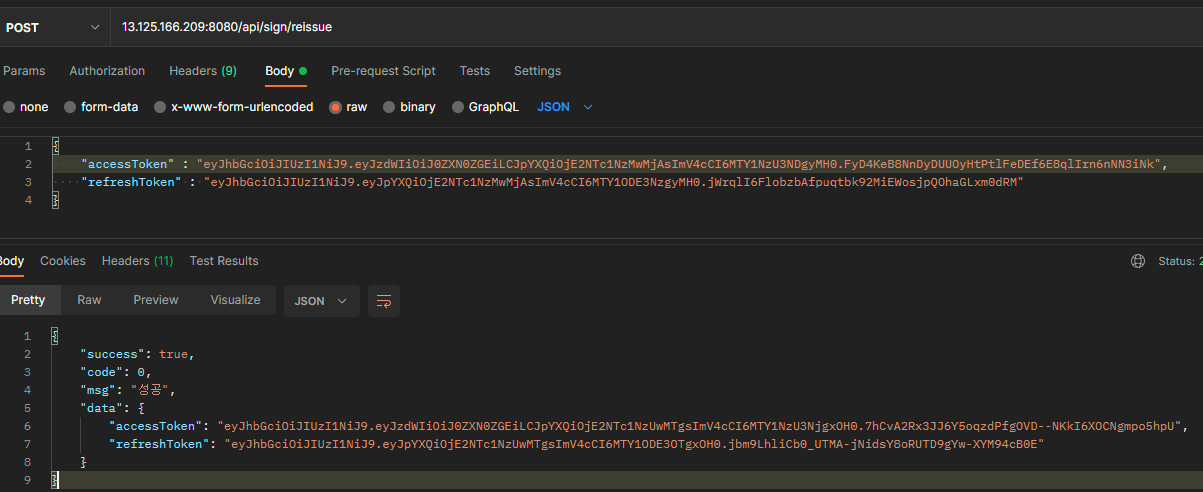 POST 13.125.166.209:8080/api/sign/reissue
Params Authorization Headers (9) Body Pre-request Script Tests Settings
none form-data x-www-form-urlencoded raw binary GraphQL JSON
1 {
2 "accessToken" : "eyJhbGciOiJIUzI1NiJ9.eyJzdWIiOiJ0ZXN0ZGEiLCJpYXQiOjE2NTc1NzMwMjAsImV4cCI6MTY1NzU3NDgyMH0.FyD4KeB8NnDyDUUOyHtPtlFeDEf6E8qlIrn6nNN3iNk",
3 "refreshToken" : "eyJhbGciOiJIUzI1NiJ9.eyJpYXQiOjE2NTc1NzMwMjAsImV4cCI6MTY1ODE3NzgyMH0.jWrqlI6FlobzbAfpuqtbk92MiEWosjpQOhaGLxm0dRM"
4 }
Body Cookies Headers (11) Test Results Status: 2
Pretty Raw Preview Visualize JSON
1 {
2 "success": true,
3 "code": 0,
4 "msg": "성공",
5 "data": {
6 "accessToken": "eyJhbGciOiJIUzI1NiJ9.eyJzdWIiOiJ0ZXN0ZGEiLCJpYXQiOjE2NTc1NzUwMTgsImV4cCI6MTY1NzU3NjgxOH0.7hCvA2Rx3JJ6Y5oqzdPfgOVD--NKkI6XOCNgmpo5hpU",
7 "refreshToken": "eyJhbGciOiJIUzI1NiJ9.eyJpYXQiOjE2NTc1NzUwMTgsImV4cCI6MTY1ODE3OTgxOH0.jbm9LhliCb0_UTMA-jNidsY8oRUTD9gYw-XYM94cB0E"
8 }
9 }